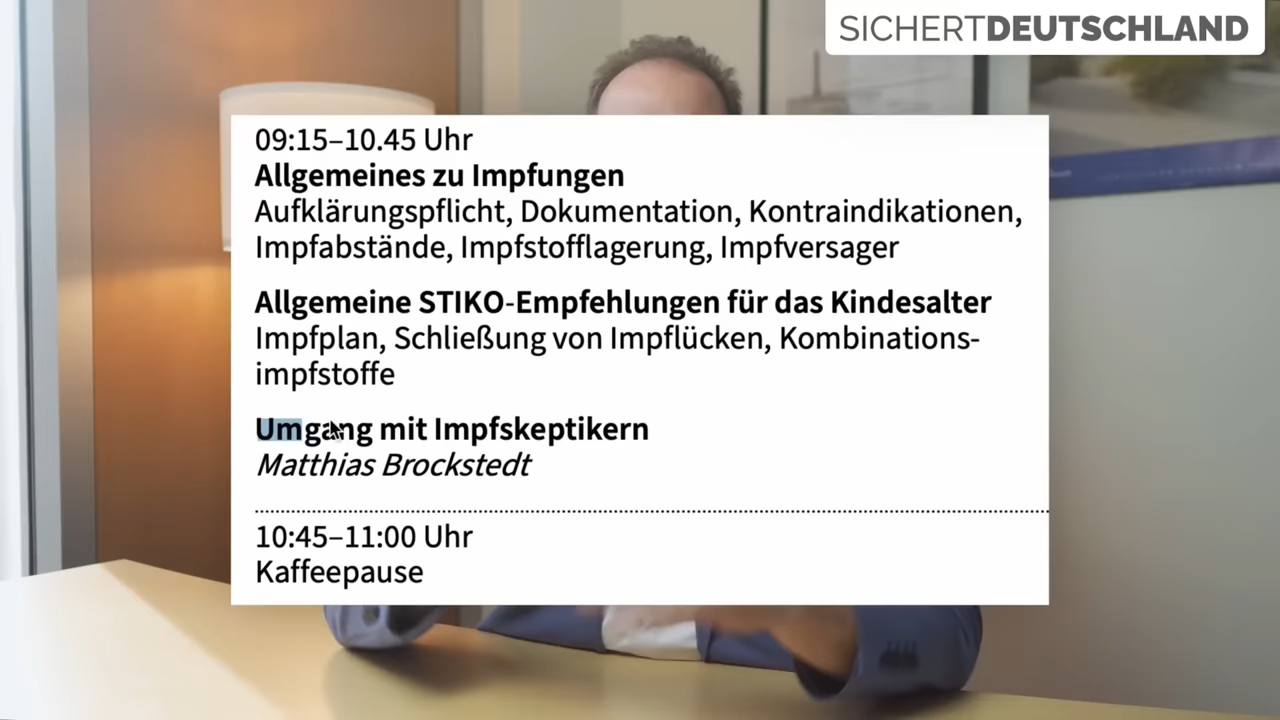 SICHERTDEUTSCHLAND
09:15–10.45 Uhr
Allgemeines zu Impfungen
Aufklärungspflicht, Dokumentation, Kontraindikationen,
Impfabstände, Impfstofflagerung, Impfversager
Allgemeine STIKO-Empfehlungen für das Kindesalter
Impfplan, Schließung von Impflücken, Kombinations-
impfstoffe
Umgang mit Impfskeptikern
Matthias Brockstedt
10:45–11:00 Uhr
Kaffeepause